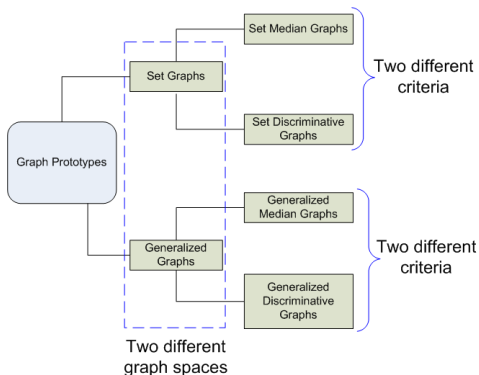 Set Median Graphs
Set Graphs
Two different
criteria
Set Discriminative
Graphs
Graph Prototypes
Generalized
Median Graphs
Generalized
Graphs
Two different
criteria
Generalized
Discriminative
Graphs
Two different
graph spaces